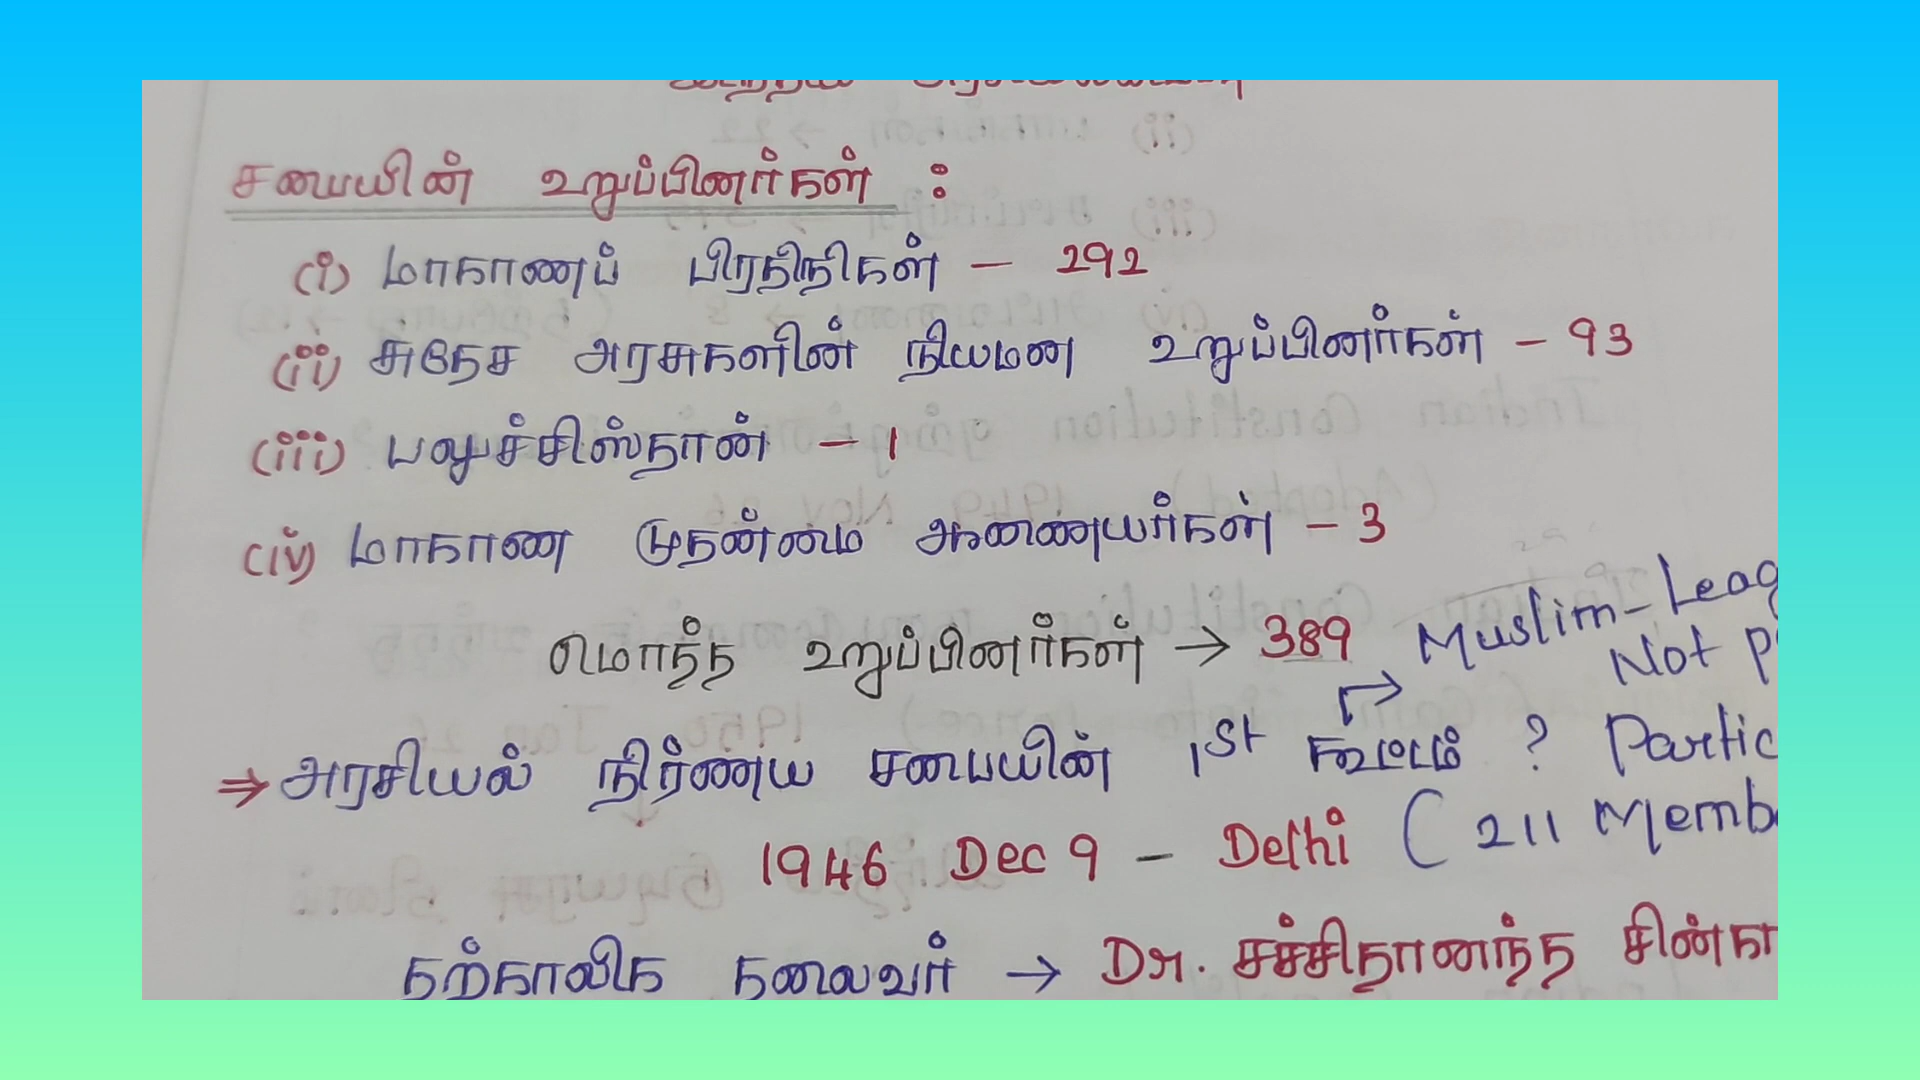 சபையின் உறுப்பினர்கள் :
(i) மாகாணப் பிரதிநிதிகள் – 292
(ii) சுதேச அரசுகளின் நியமன உறுப்பினர்கள் – 93
(iii) பலுச்சிஸ்தான் – 1
(iv) மாகாண முதன்மை ஆணையர்கள் – 3
மொத்த உறுப்பினர்கள் → 389
Muslim-Leag
Not
⇒ அரசியல் நிர்ணய சபையின் 1st கூட்டம் ? Partic
1946 Dec 9 – Delhi ( 211 Memb
தற்காலிக தலைவர் → Dr. சச்சிதானந்த சின்கா